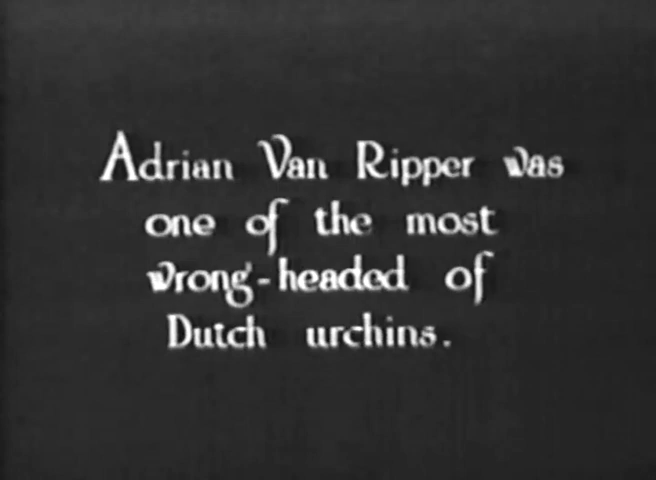 Adrian Van Ripper was
one of the most
wrong-headed of
Dutch urchins.